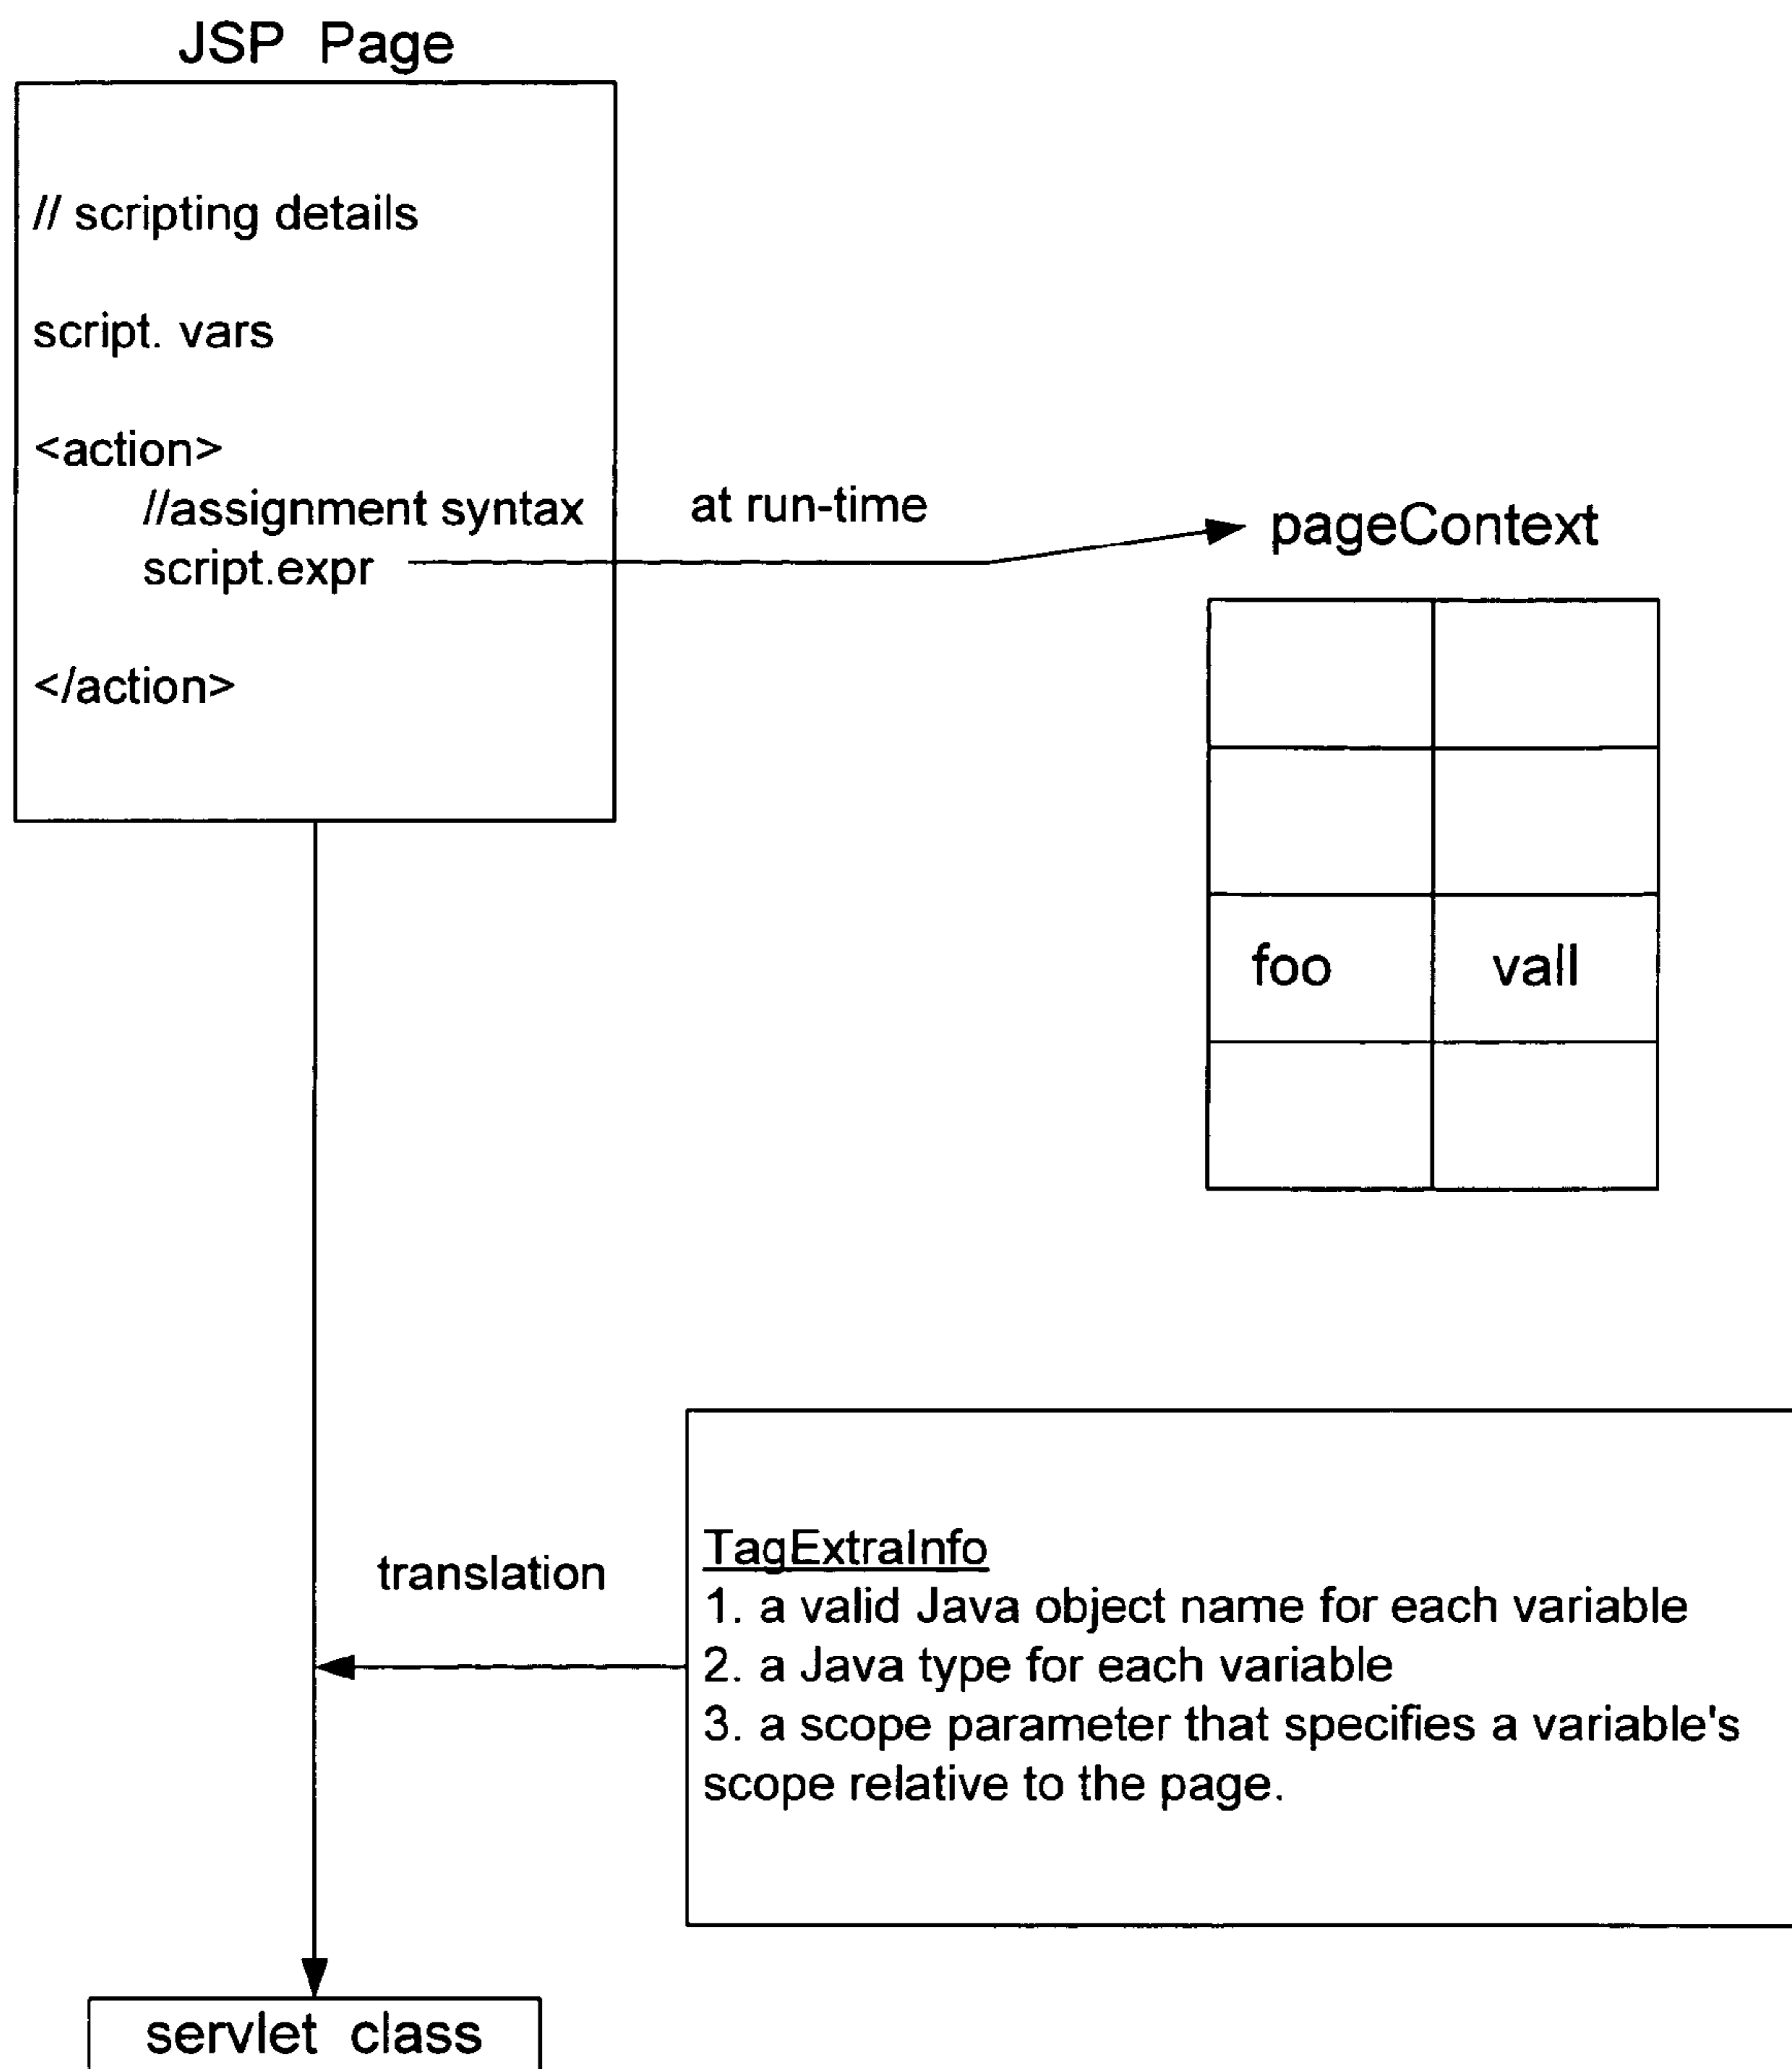 JSP Page
// scripting details
script. vars
<action>
//assignment syntax
script.expr
</action>
at run-time
pageContext
foo
vall
translation
TagExtraInfo
1. a valid Java object name for each variable
2. a Java type for each variable
3. a scope parameter that specifies a variable's
scope relative to the page.
servlet class